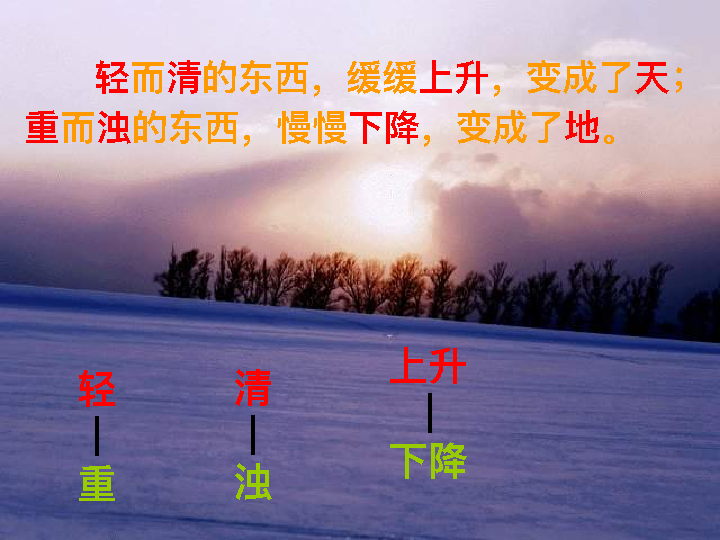 轻而清的东西，缓缓上升，变成了天；
重而浊的东西，慢慢下降，变成了地。
轻 清 上升
重 浊 下降